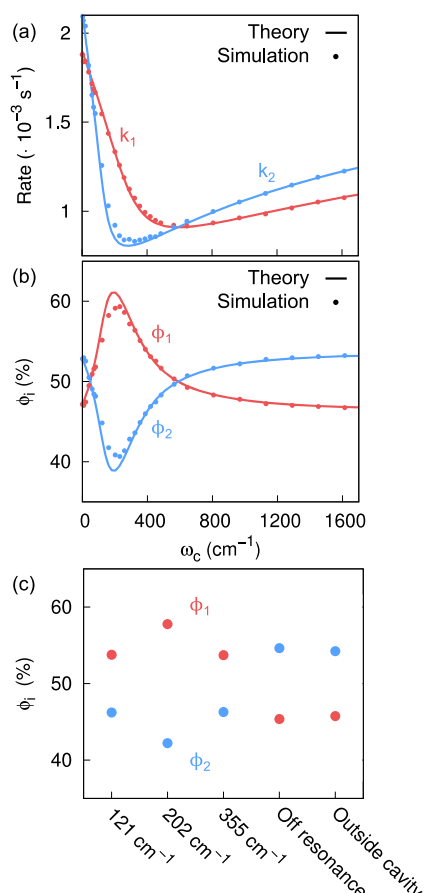 (a)
2
1.5
1
Rate (· 10⁻³ s⁻¹)
Theory
Simulation
k₁
k₂
(b)
60
50
40
ϕᵢ (%)
Theory
Simulation
ϕ₁
ϕ₂
0 400 800 1200 1600
ω_c (cm⁻¹)
(c)
60
50
40
ϕᵢ (%)
ϕ₁
ϕ₂
121 cm⁻¹
202 cm⁻¹
355 cm⁻¹
Off resonance
Outside cavity